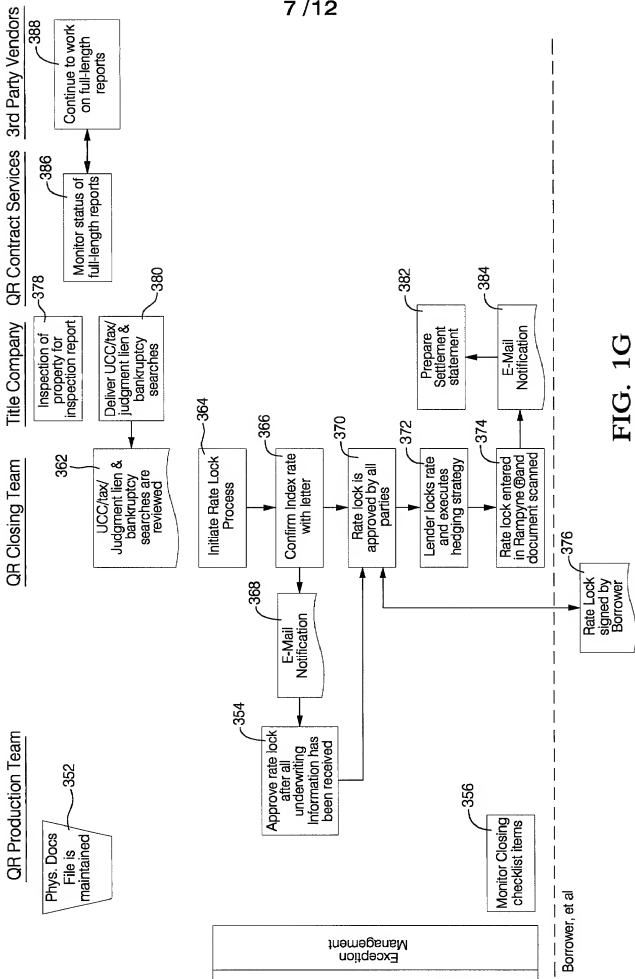 7 /12
QR Production Team
QR Closing Team
Title Company
QR Contract Services
3rd Party Vendors
352
Phys. Docs
File is
maintained
362
UCC/tax/
Judgment lien &
bankruptcy
searches are
reviewed
378
Inspection of
property for
inspection report
380
Deliver UCC/tax/
judgment lien &
bankruptcy
searches
386
Monitor status of
full-length reports
388
Continue to work
on full-length
reports
364
Initiate Rate Lock
Process
366
Confirm Index rate
with letter
368
E-Mail
Notification
354
Approve rate lock
after all
underwriting
Information has
been received
370
Rate lock is
approved by all
parties
372
Lender locks rate
and executes
hedging strategy
374
Rate lock entered
in Rampyne®and
document scanned
382
Prepare
Settlement
statement
384
E-Mail
Notification
356
Monitor Closing
checklist items
Exception
Management
Borrower, et al
376
Rate Lock
signed by
Borrower
FIG. 1G